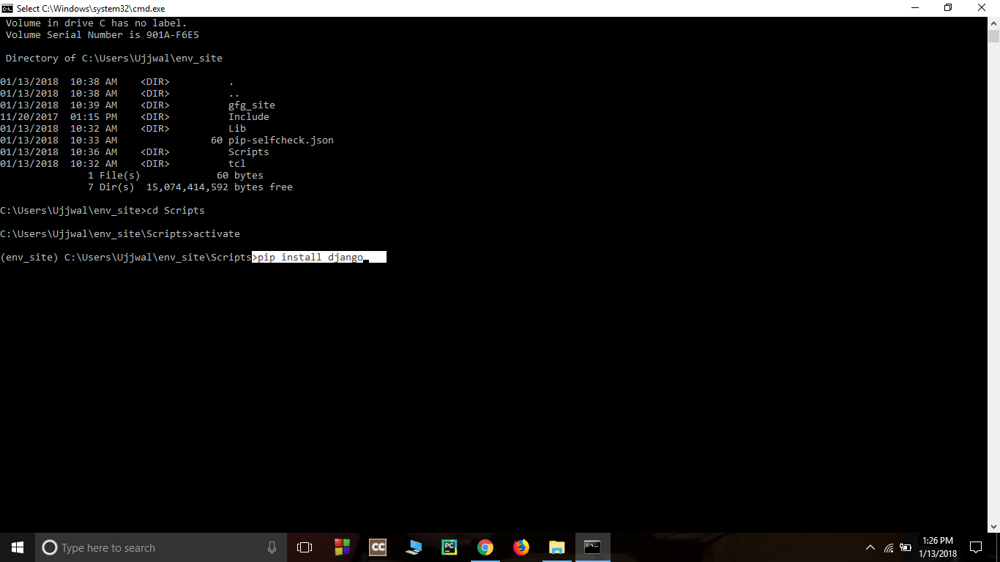 Select C:\Windows\system32\cmd.exe
Volume in drive C has no label.
Volume Serial Number is 901A-F6E5
Directory of C:\Users\Ujjwal\env_site
01/13/2018  10:38 AM    <DIR>          .
01/13/2018  10:38 AM    <DIR>          ..
01/13/2018  10:39 AM    <DIR>          gfg_site
11/20/2017  01:15 PM    <DIR>          Include
01/13/2018  10:32 AM    <DIR>          Lib
01/13/2018  10:33 AM                60 pip-selfcheck.json
01/13/2018  10:36 AM    <DIR>          Scripts
01/13/2018  10:32 AM    <DIR>          tcl
1 File(s)             60 bytes
7 Dir(s)  15,074,414,592 bytes free
C:\Users\Ujjwal\env_site>cd Scripts
C:\Users\Ujjwal\env_site\Scripts>activate
(env_site) C:\Users\Ujjwal\env_site\Scripts>pip install django
Type here to search
CC
PC
1:26 PM
1/13/2018